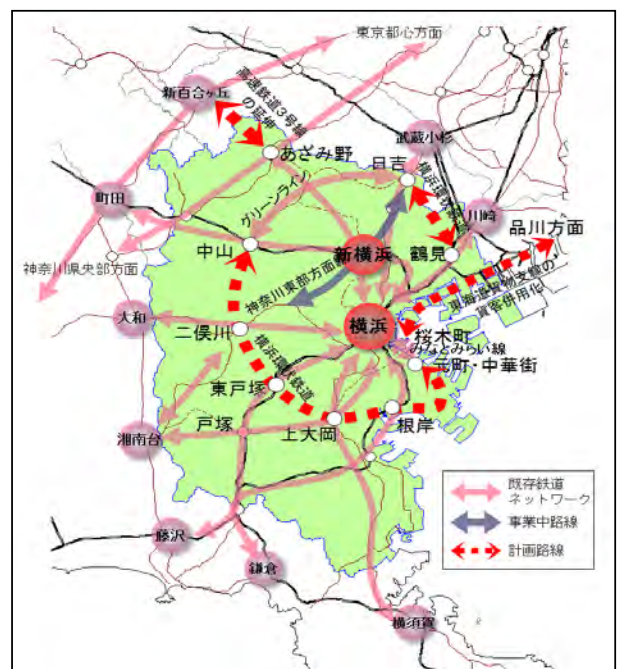 東京都心方面
新百合ヶ丘
高速鉄道3号線
の延伸
武蔵小杉
あざみ野
日吉
横浜環状鉄道
町田
グリーンライン
川崎
中山
新横浜
鶴見
品川方面
神奈川県央部方面
神奈川東部方面線
東海道貨物支線の
貨客併用化
大和
横浜
二俣川
桜木町
みなとみらい線
元町・中華街
横浜環状鉄道
東戸塚
戸塚
上大岡
根岸
湘南台
既存鉄道
ネットワーク
事業中路線
計画路線
藤沢
鎌倉
横須賀